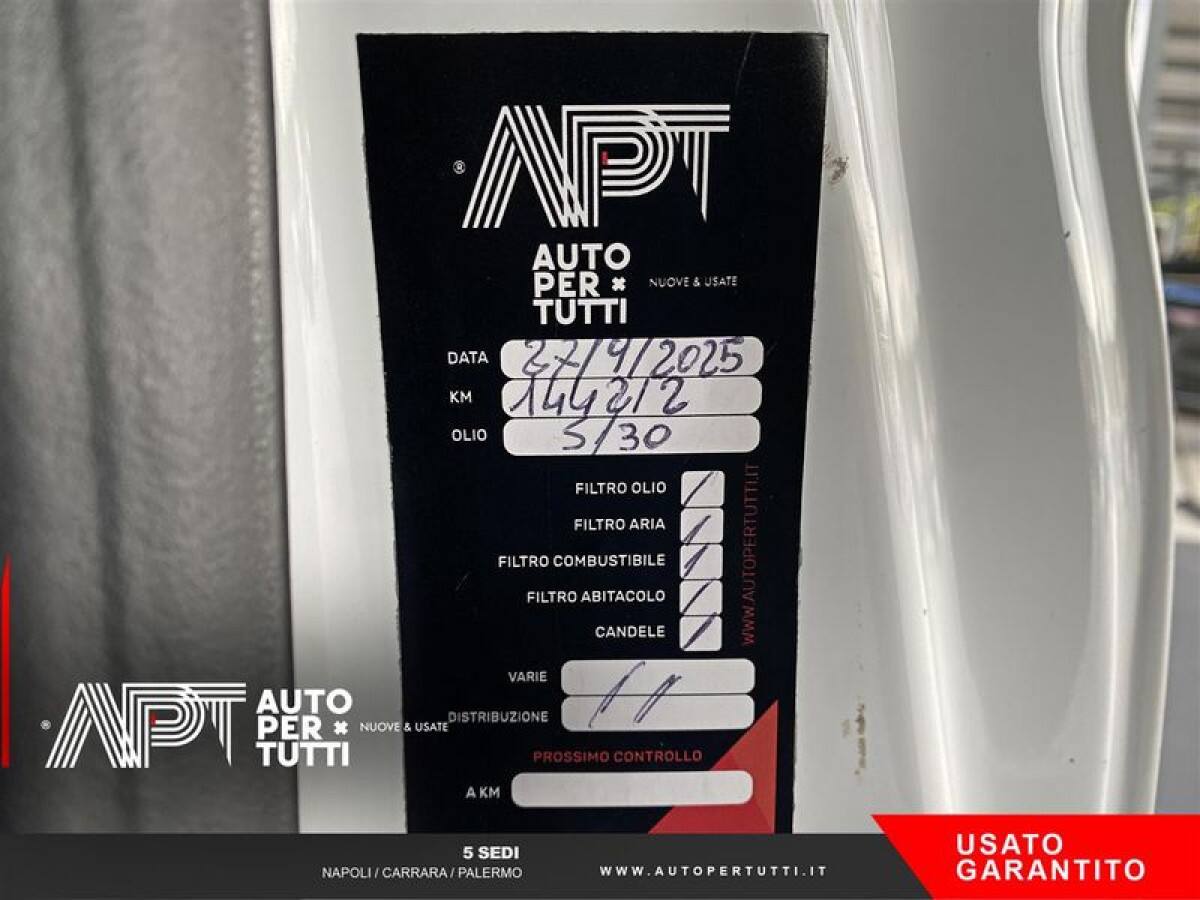 ® APT
AUTO
PER
TUTTI
NUOVE & USATE
DATA 27/9/2025
KM 144212
OLIO 5/30
FILTRO OLIO
FILTRO ARIA
FILTRO COMBUSTIBILE
FILTRO ABITACOLO
CANDELE
WWW.AUTOPERTUTTI.IT
VARIE
DISTRIBUZIONE
PROSSIMO CONTROLLO
A KM
® APT
AUTO
PER
TUTTI
NUOVE & USATE
5 SEDI
NAPOLI / CARRARA / PALERMO
WWW.AUTOPERTUTTI.IT
USATO
GARANTITO